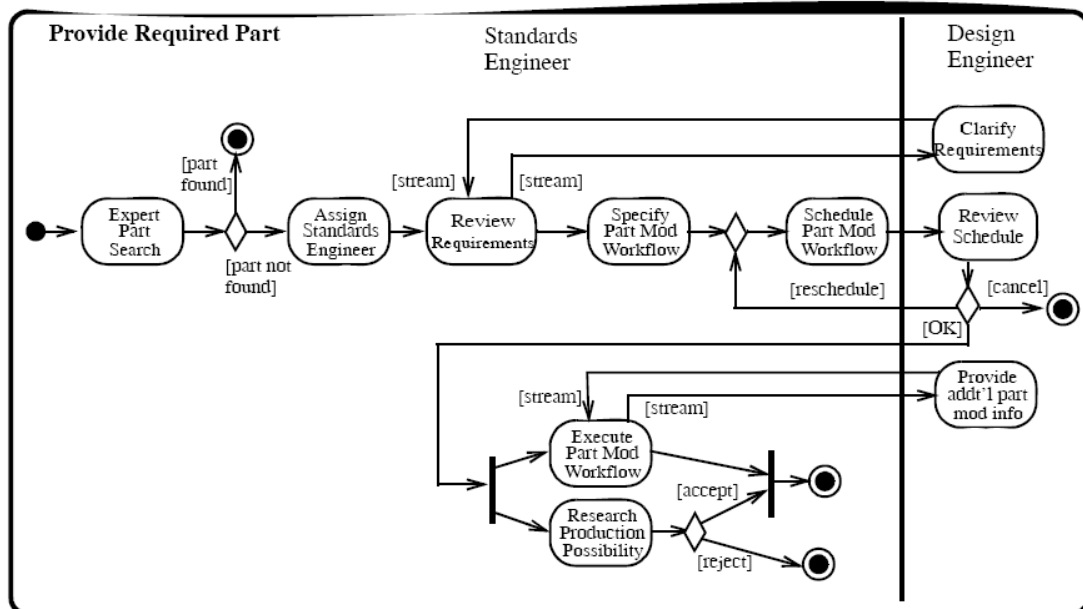 Provide Required Part
Standards
Engineer
Design
Engineer
Clarify
Requirements
[part
found]
[stream]
[stream]
Expert
Part
Search
Assign
Standards
Engineer
Review
Requirements
Specify
Part Mod
Workflow
Schedule
Part Mod
Workflow
Review
Schedule
[part not
found]
[reschedule]
[cancel]
[OK]
Provide
addt'l part
mod info
[stream]
[stream]
Execute
Part Mod
Workflow
[accept]
Research
Production
Possibility
[reject]